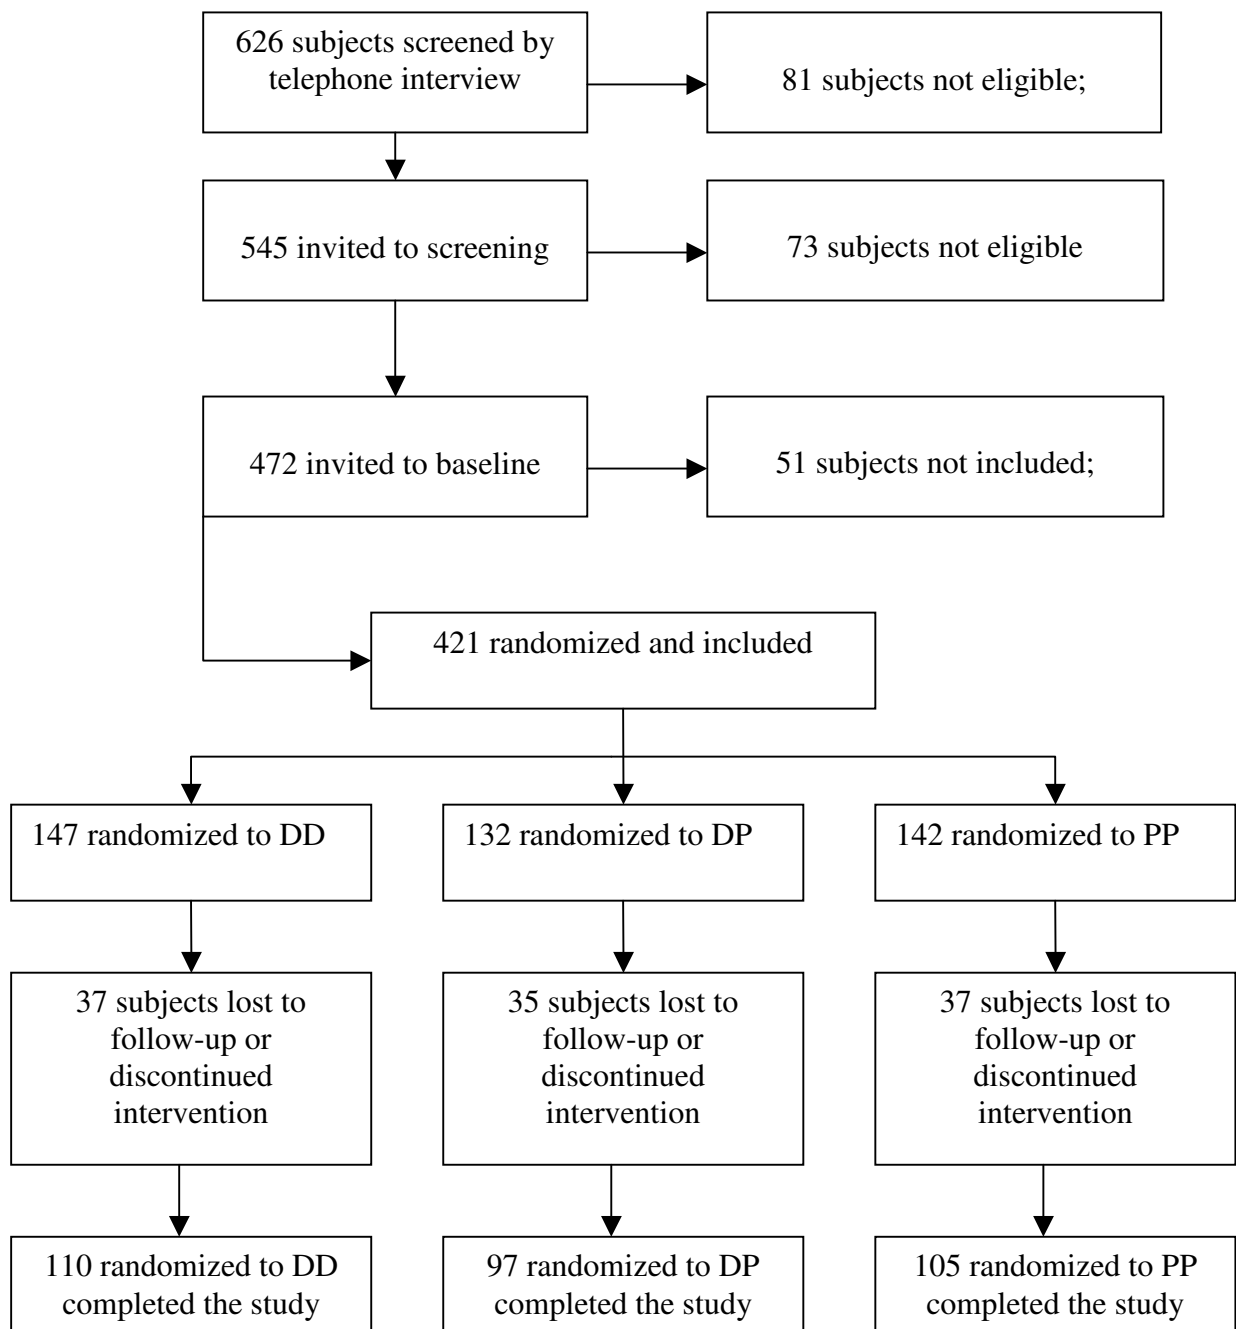 626 subjects screened by
telephone interview
81 subjects not eligible;
545 invited to screening
73 subjects not eligible
472 invited to baseline
51 subjects not included;
421 randomized and included
147 randomized to DD
132 randomized to DP
142 randomized to PP
37 subjects lost to
follow-up or
discontinued
intervention
35 subjects lost to
follow-up or
discontinued
intervention
37 subjects lost to
follow-up or
discontinued
intervention
110 randomized to DD
completed the study
97 randomized to DP
completed the study
105 randomized to PP
completed the study